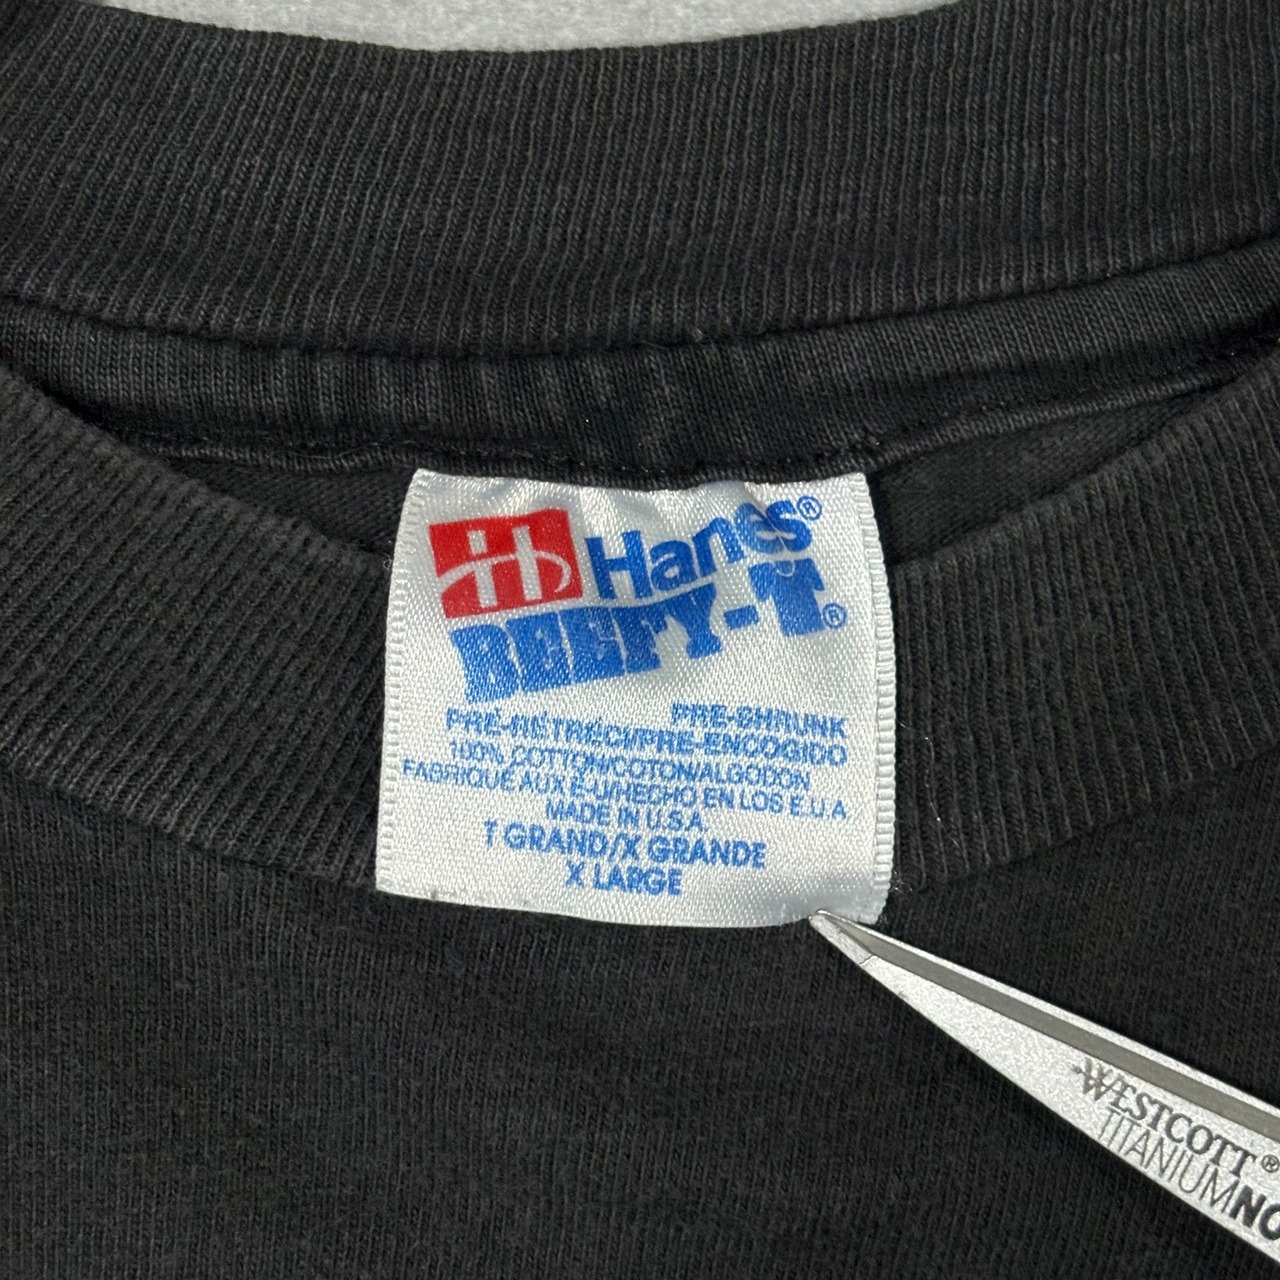 Hanes®
BEEFY-T®
PRE-SHRUNK
PRÉ-RÉTRÉCI/PRE-ENCOGIDO
100% COTTON/COTON/ALGODON
FABRIQUÉ AUX É-U/HECHO EN LOS E.U.A.
MADE IN U.S.A.
T GRAND/X GRANDE
X LARGE
WESTCOTT®
TITANIUMNO